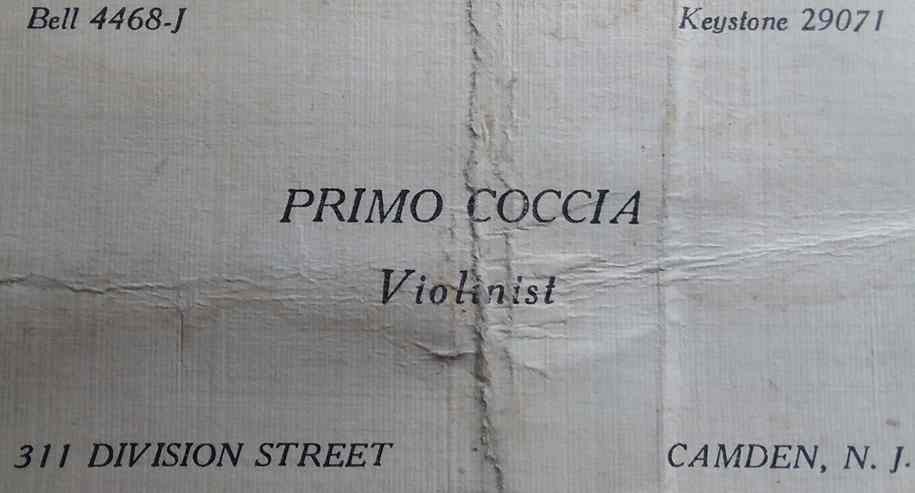 Bell 4468-J Keystone 29071
PRIMO COCCIA
Violinist
311 DIVISION STREET CAMDEN, N. J.